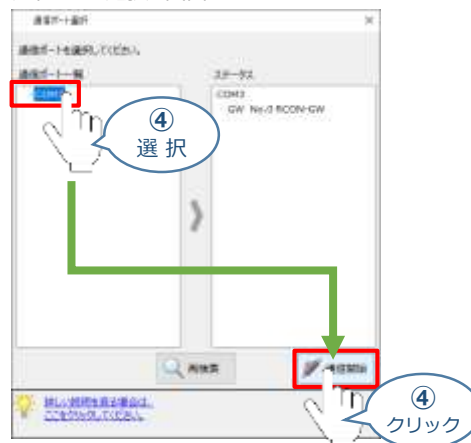 通信ポート選択
通信ポートを選択してください。
通信ポート一覧
ステータス
COM3
COM3
GW No.0 RCON-GW
④
選 択
再検索
通信開始
詳しい説明を見る場合は、
ここをクリックしてください。
④
クリック